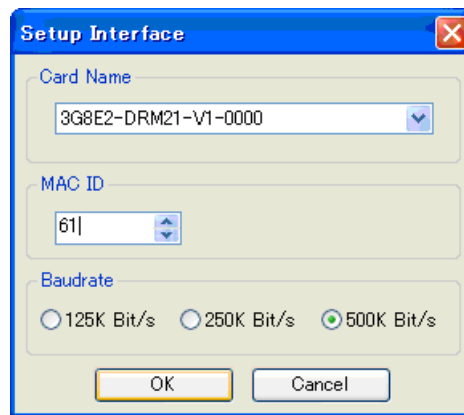 Setup Interface
Card Name
3G8E2-DRM21-V1-0000
MAC ID
61
Baudrate
125K Bit/s 250K Bit/s 500K Bit/s
OK Cancel